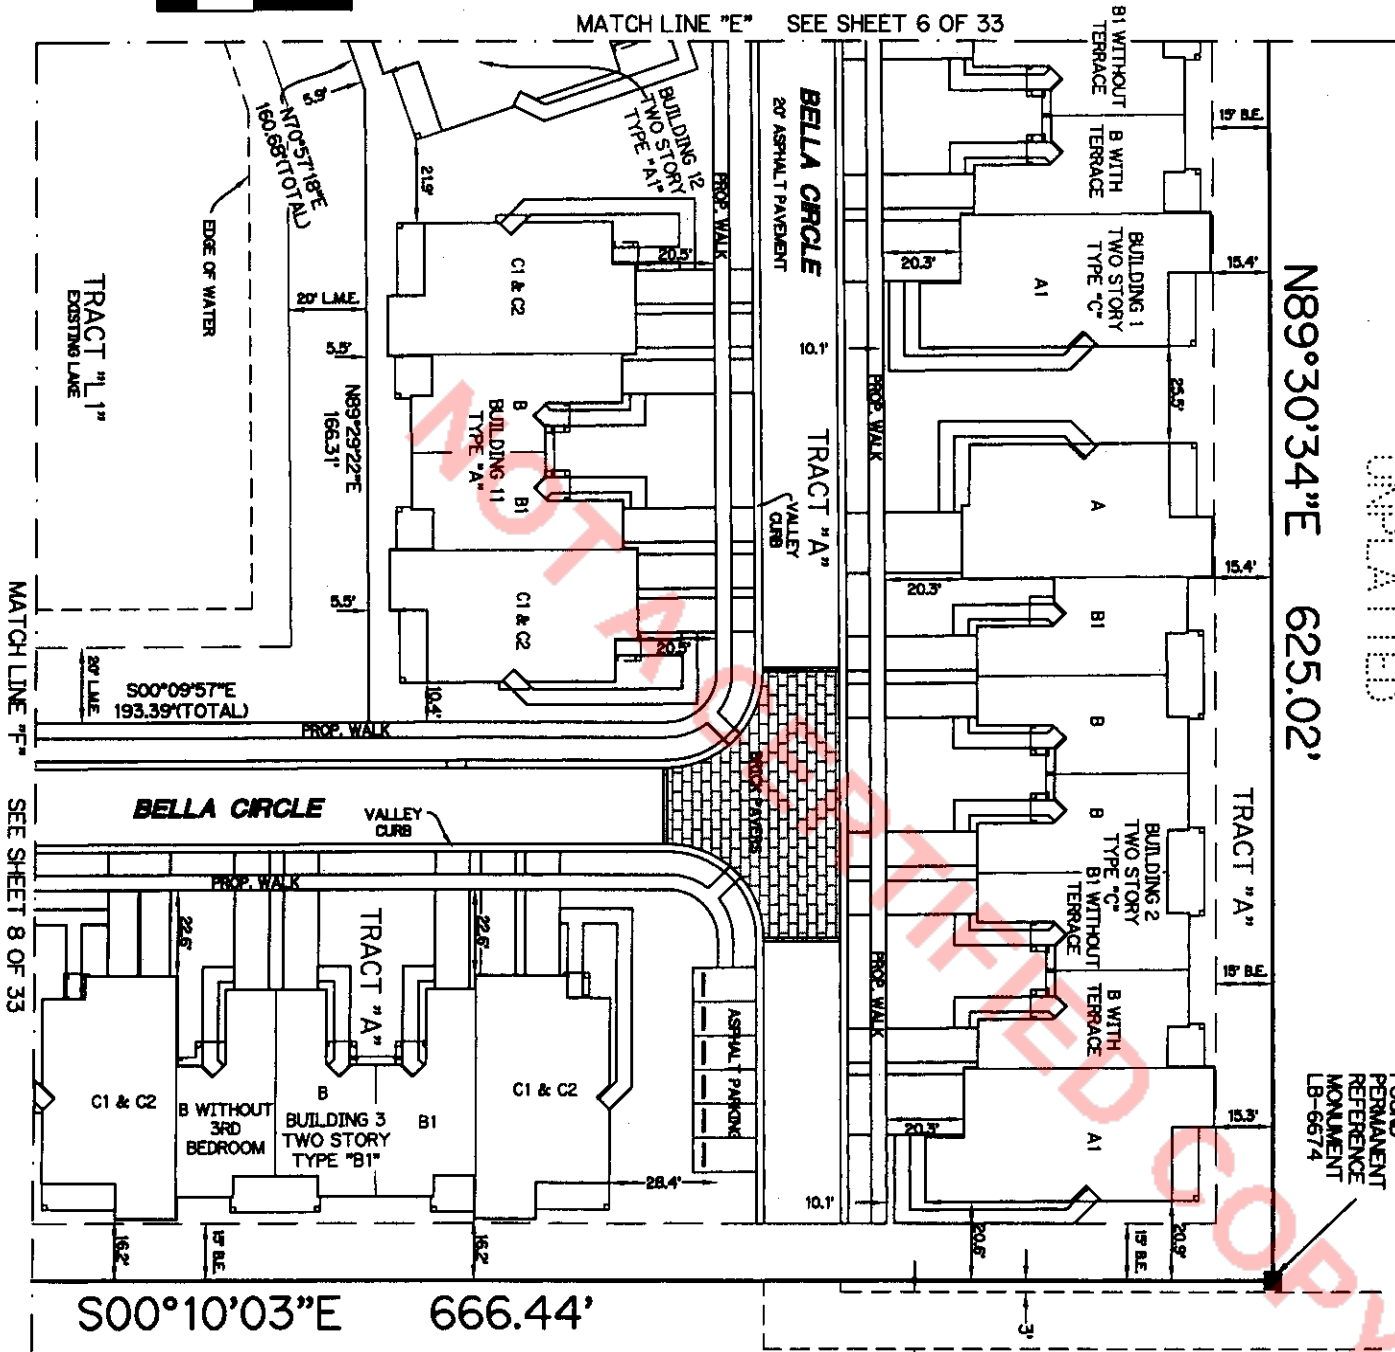 MATCH LINE "E" SEE SHEET 6 OF 33
B1 WITHOUT
TERRACE
B WITH
TERRACE
15' B.E.
BUILDING 1
TWO STORY
TYPE "C"
A1
20.3'
15.4'
25.5'
N89°30'34"E 625.02'
UNPLATTED
BELLA CIRCLE
20' ASPHALT PAVEMENT
PROP. WALK
BUILDING 12
TWO STORY
TYPE "A1"
5.9'
N70°57'18"E
160.68'(TOTAL)
21.9'
EDGE OF WATER
TRACT "L 1"
EXISTING LAKE
20' L.M.E.
5.5'
N89°29'22"E
166.31'
C1 & C2
20.5'
B
BUILDING 11
TYPE "A"
B1
C1 & C2
20.5'
5.5'
10.4'
10.1'
PROP. WALK
TRACT "A"
VALLEY
CURB
A
15.4'
20.3'
B1
B
B
BUILDING 2
TWO STORY
TYPE "C"
B1 WITHOUT
TERRACE
B WITH
TERRACE
TRACT "A"
15' B.E.
A1
20.3'
15.3'
20.6'
20.9'
15' B.E.
3'
PERMANENT
REFERENCE
MONUMENT
LB-6674
MATCH LINE "F" SEE SHEET 8 OF 33
20' L.M.E.
S00°09'57"E
193.39'(TOTAL)
PROP. WALK
BELLA CIRCLE
VALLEY
CURB
BRICK PAVERS
PROP. WALK
PROP. WALK
22.6'
TRACT "A"
22.6'
ASPHALT PARKING
C1 & C2
B WITHOUT
3RD
BEDROOM
B
BUILDING 3
TWO STORY
TYPE "B1"
B1
C1 & C2
28.4'
10.1'
16.2'
15' B.E.
16.2'
S00°10'03"E 666.44'
NOT A CERTIFIED COPY